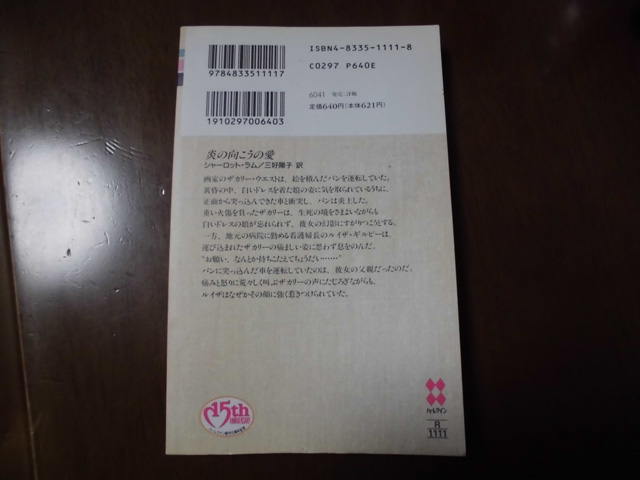 ISBN4-8335-1111-8
C0297 P640E
9784833511117
6041 発売:洋販
定価640円(本体621円)
1910297006403
炎の向こうの愛
シャーロット・ラム/三好陽子 訳
画家のザカリー・ウエストは、絵を積んだバンを運転していた。
黄昏の中、白いドレスを着た娘の姿に気を取られているうちに、
正面から突っ込んできた車と衝突し、バンは炎上した。
重い火傷を負ったザカリーは、生死の境をさまよいながらも
白いドレスの娘が忘れられず、彼女の幻影にすがりつこうとする。
一方、地元の病院に勤める看護婦長のルイザ・ギルビーは、
運び込まれたザカリーの痛ましい姿に思わず息をのんだ。
“お願い、なんとか持ちこたえてちょうだい……”
バンに突っ込んだ車を運転していたのは、彼女の父親だったのだ。
痛みと怒りに荒々しく叫ぶザカリーの声にたじろぎながらも、
ルイザはなぜかその顔に強く惹きつけられていた。
15th
ハーレクイン
R
1111